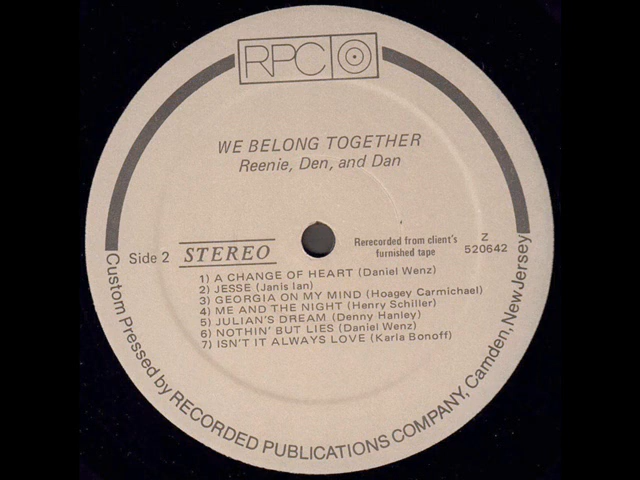 RPC
WE BELONG TOGETHER
Reenie, Den, and Dan
Side 2
STEREO
Rerecorded from client's
furnished tape
Z
520642
1) A CHANGE OF HEART (Daniel Wenz)
2) JESSE (Janis Ian)
3) GEORGIA ON MY MIND (Hoagey Carmichael)
4) ME AND THE NIGHT (Henry Schiller)
5) JULIAN'S DREAM (Denny Hanley)
6) NOTHIN' BUT LIES (Daniel Wenz)
7) ISN'T IT ALWAYS LOVE (Karla Bonoff)
Custom Pressed by RECORDED PUBLICATIONS COMPANY, Camden, New Jersey